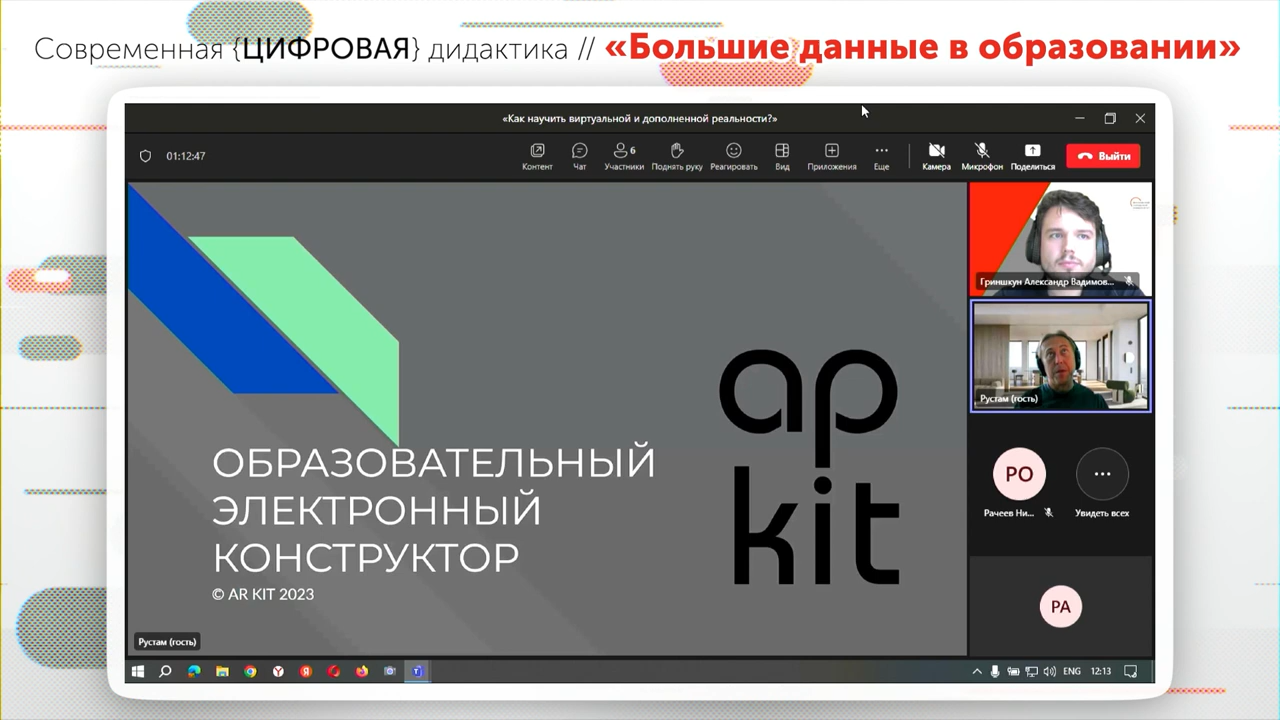 Современная {ЦИФРОВАЯ} дидактика // «Большие данные в образовании»
«Как научить виртуальной и дополненной реальности?»
01:12:47
Контент
Чат
6
Участники
Поднять руку
Реагировать
Вид
Приложения
Еще
Камера
Микрофон
Поделиться
Выйти
Гриншкун Александр Вадимов...
Рустам (гость)
ОБРАЗОВАТЕЛЬНЫЙ
ЭЛЕКТРОННЫЙ
КОНСТРУКТОР
© AR KIT 2023
ар
kit
РО
Рачеев Ни...
Увидеть всех
РА
Рустам (гость)
ENG
12:13